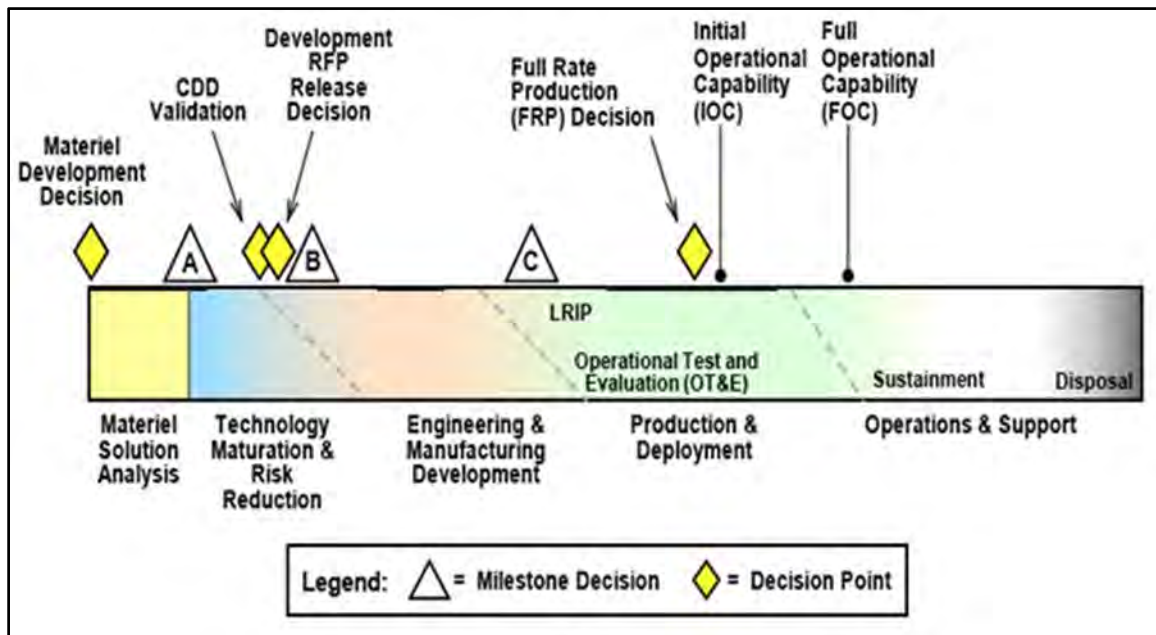 Materiel
Development
Decision
CDD
Validation
Development
RFP
Release
Decision
Full Rate
Production
(FRP) Decision
Initial
Operational
Capability
(IOC)
Full
Operational
Capability
(FOC)
A
B
C
LRIP
Operational Test and
Evaluation (OT&E)
Sustainment
Disposal
Materiel
Solution
Analysis
Technology
Maturation &
Risk
Reduction
Engineering &
Manufacturing
Development
Production &
Deployment
Operations & Support
Legend: = Milestone Decision = Decision Point